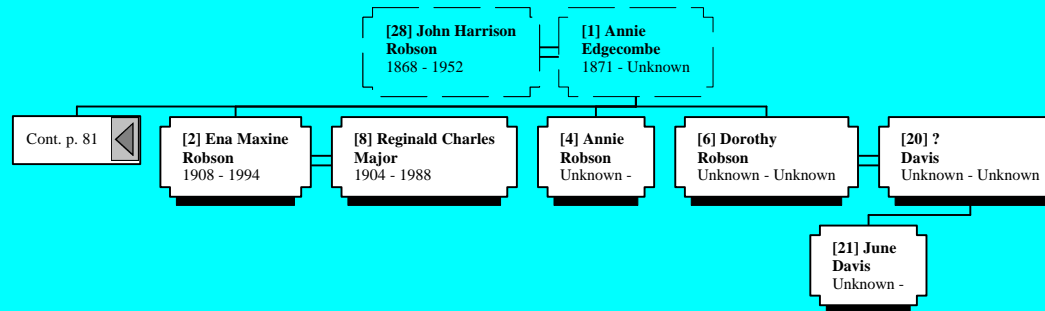 [28] John Harrison
Robson
1868 - 1952
[1] Annie
Edgecombe
1871 - Unknown
Cont. p. 81
[2] Ena Maxine
Robson
1908 - 1994
[8] Reginald Charles
Major
1904 - 1988
[4] Annie
Robson
Unknown -
[6] Dorothy
Robson
Unknown - Unknown
[20] ?
Davis
Unknown - Unknown
[21] June
Davis
Unknown -